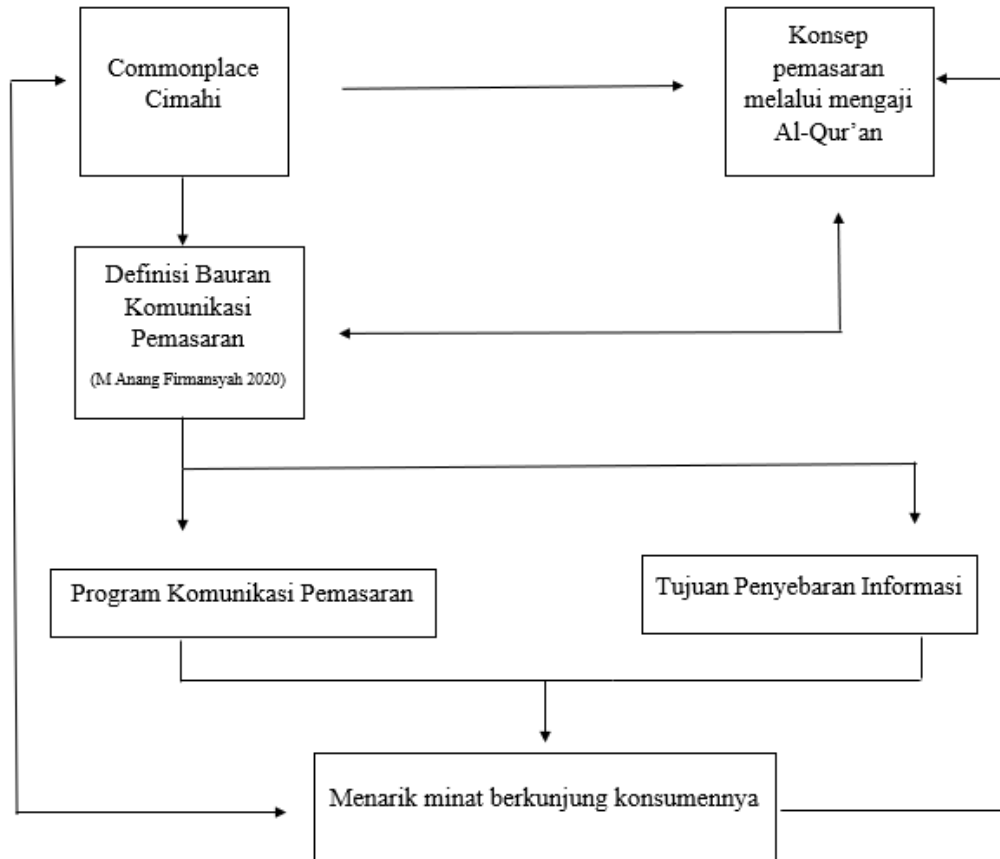 Commonplace
Cimahi
Konsep
pemasaran
melalui mengaji
Al-Qur’an
Definisi Bauran
Komunikasi
Pemasaran
(M Anang Firmansyah 2020)
Program Komunikasi Pemasaran
Tujuan Penyebaran Informasi
Menarik minat berkunjung konsumennya